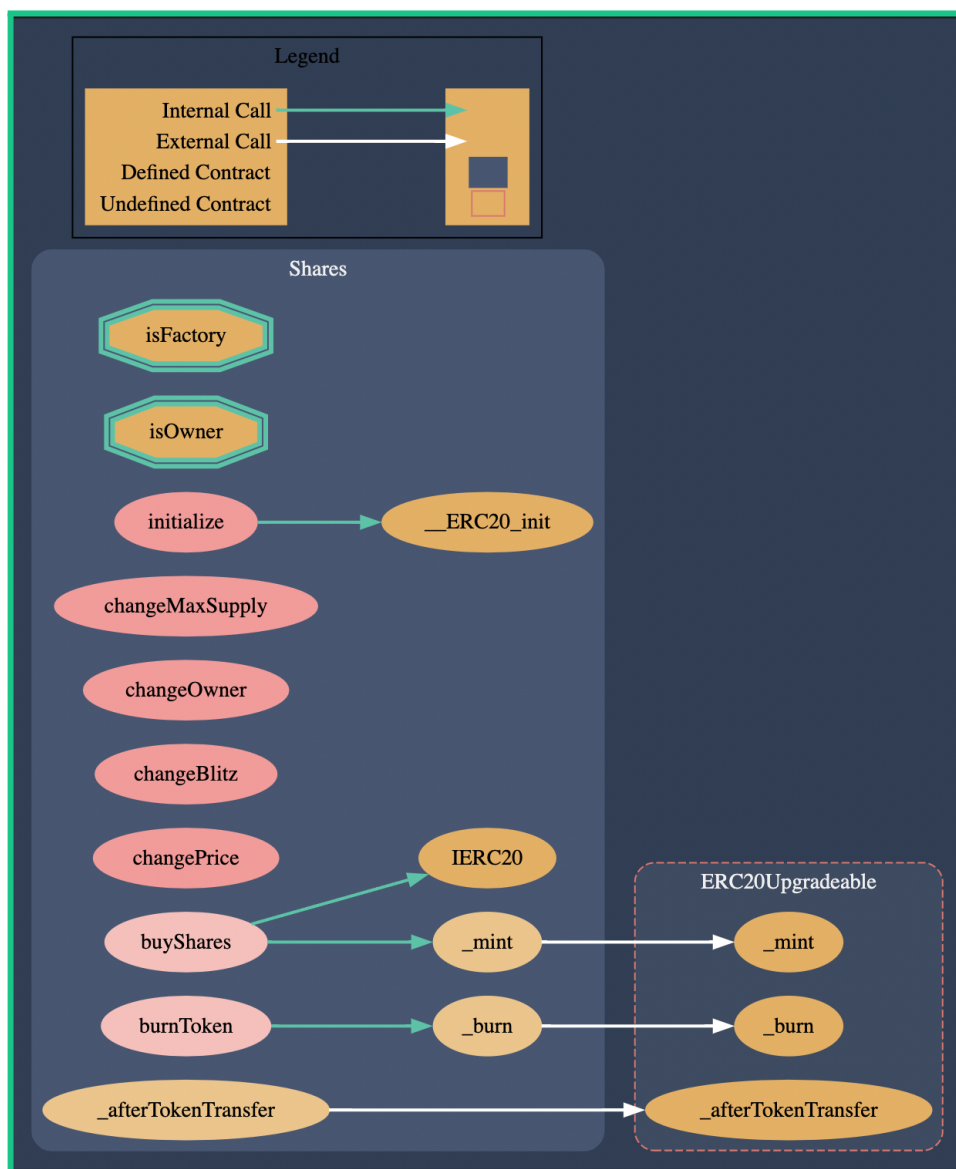 Legend
Internal Call
External Call
Defined Contract
Undefined Contract
Shares
isFactory
isOwner
initialize
__ERC20_init
changeMaxSupply
changeOwner
changeBlitz
changePrice
IERC20
ERC20Upgradeable
buyShares
_mint
_mint
burnToken
_burn
_burn
_afterTokenTransfer
_afterTokenTransfer